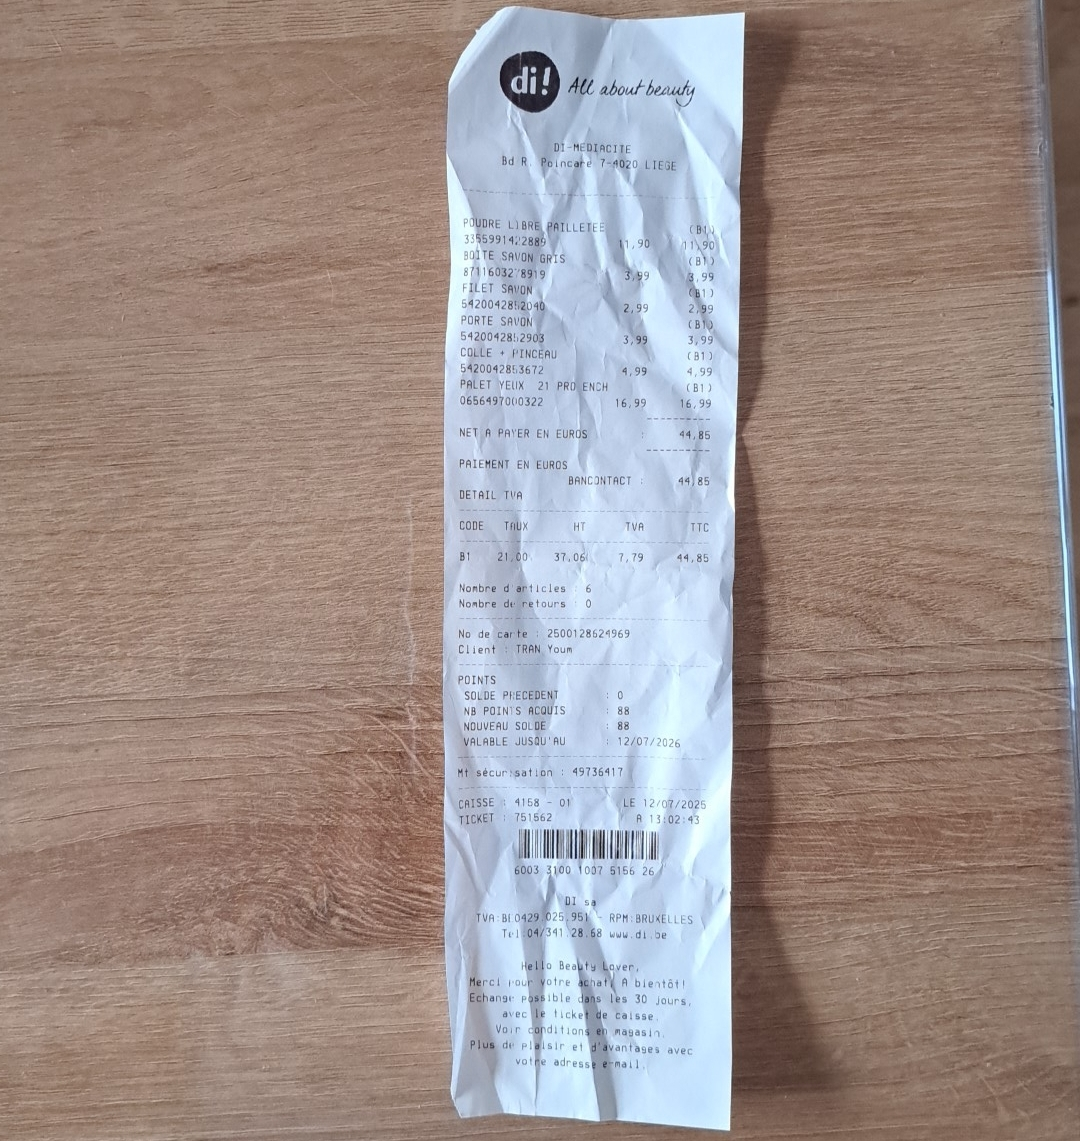 di! All about beauty
DI-MEDIACITE
Bd R. Poincare 7-4020 LIEGE
POUDRE LIBRE PAILLETEE (B1)
3365991422889 11,90 11,90
BOITE SAVON GRIS (B1)
8711603278919 3,99 3,99
FILET SAVON (B1)
5420042852040 2,99 2,99
PORTE SAVON (B1)
5420042852903 3,99 3,99
COLLE + PINCEAU (B1)
5420042853672 4,99 4,99
PALET YEUX 21 PRO ENCH (B1)
0656497000322 16,99 16,99
NET A PAYER EN EUROS : 44,85
PAIEMENT EN EUROS
BANCONTACT : 44,85
DETAIL TVA
CODE TAUX HT TVA TTC
B1 21,00 37,06 7,79 44,85
Nombre d'articles : 6
Nombre de retours : 0
No de carte : 2500128624969
Client : TRAN Youm
POINTS
SOLDE PRECEDENT : 0
NB POINTS ACQUIS : 88
NOUVEAU SOLDE : 88
VALABLE JUSQU'AU : 12/07/2026
Mt sécurisation : 49736417
CAISSE : 4158 - 01 LE 12/07/2025
TICKET : 751562 A 13:02:43
6003 3100 1007 5156 26
DI sa
TVA:BE0429.025.951 - RPM:BRUXELLES
Tel:04/341.28.68 www.di.be
Hello Beauty Lover,
Merci pour votre achat! A bientôt!
Echange possible dans les 30 jours,
avec le ticket de caisse.
Voir conditions en magasin.
Plus de plaisir et d'avantages avec
votre adresse e-mail.